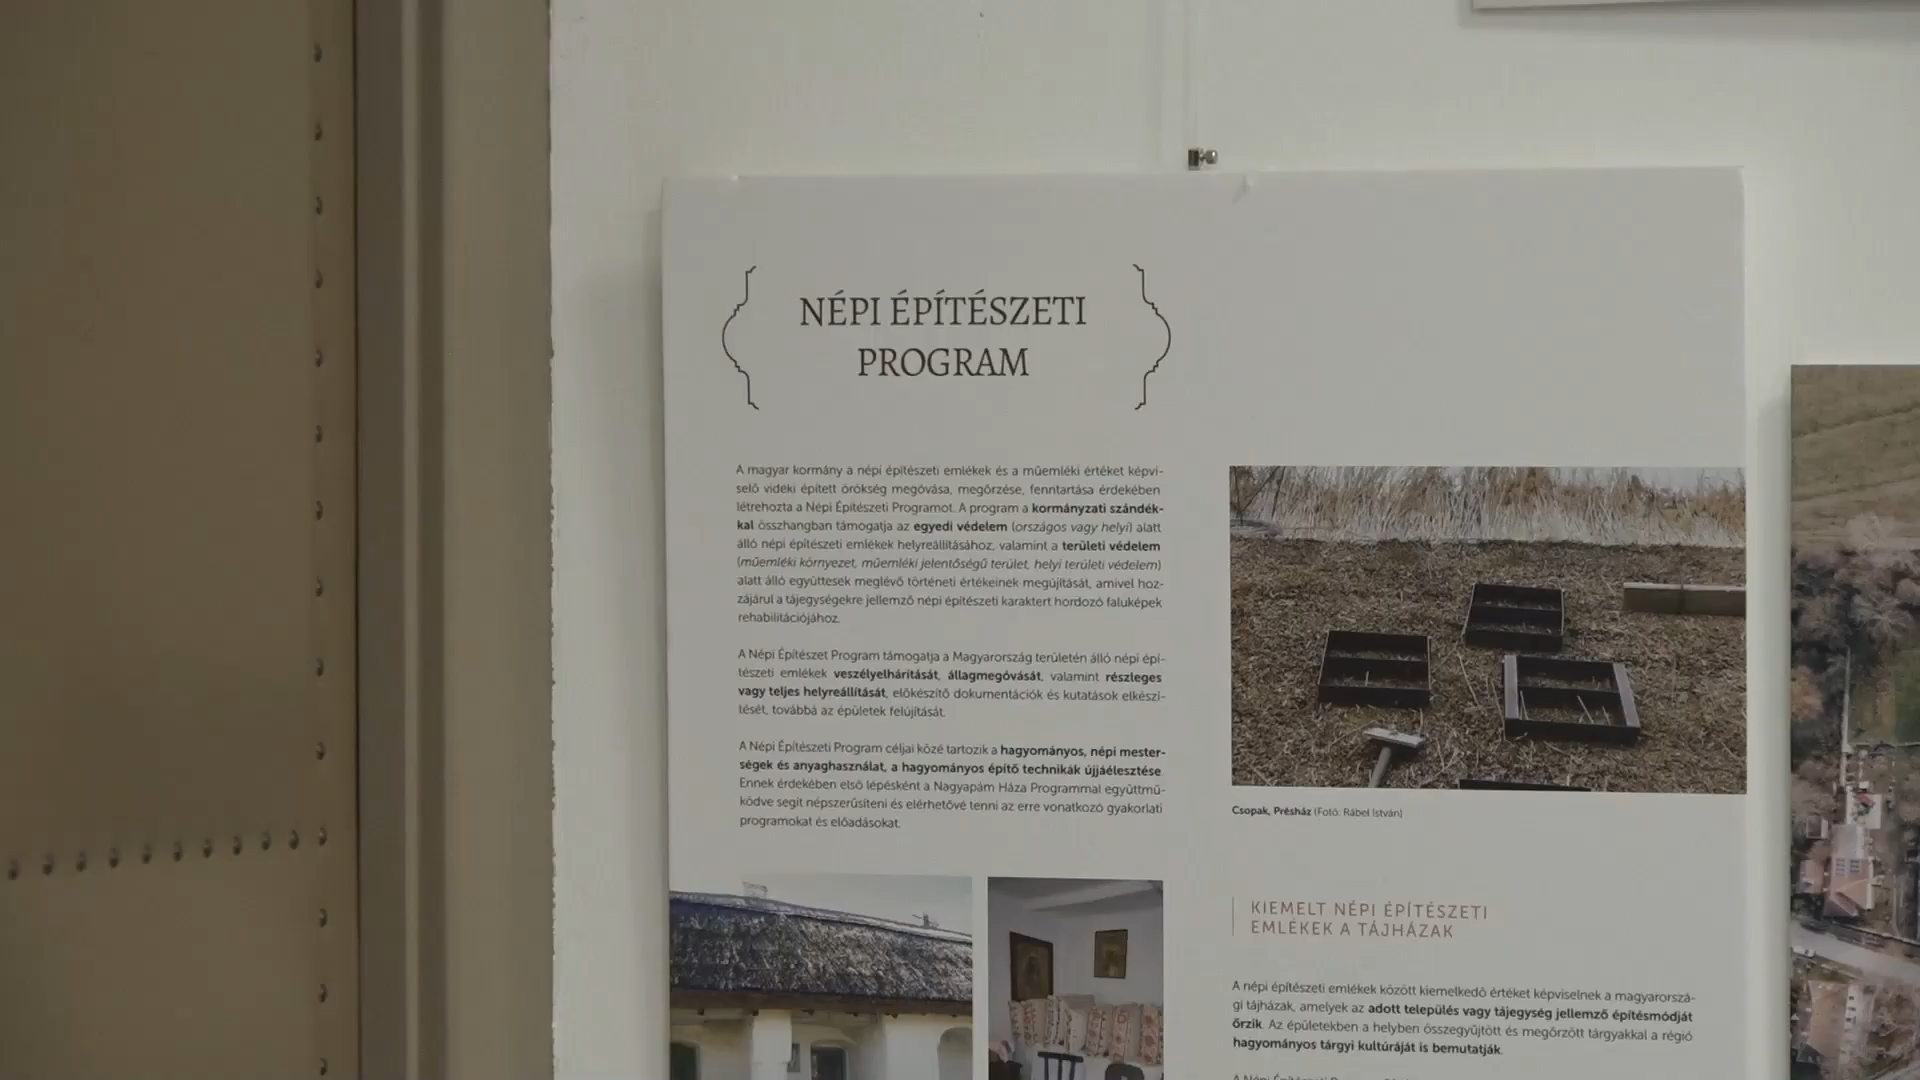 NÉPI ÉPÍTÉSZETI
PROGRAM
A magyar kormány a népi építészeti emlékek és a műemléki értéket képvi-
selő vidéki épített örökség megóvása, megőrzése, fenntartása érdekében
létrehozta a Népi Építészeti Programot. A program a kormányzati szándék-
kal összhangban támogatja az egyedi védelem (országos vagy helyi) alatt
álló népi építészeti emlékek helyreállításához, valamint a területi védelem
(műemléki környezet, műemléki jelentőségű terület, helyi területi védelem)
alatt álló együttesek meglévő történeti értékeinek megújítását, amivel hoz-
zájárul a tájegységekre jellemző népi építészeti karaktert hordozó faluképek
rehabilitációjához.
A Népi Építészet Program támogatja a Magyarország területén álló népi épí-
tészeti emlékek veszélyelhárítását, állagmegóvását, valamint részleges
vagy teljes helyreállítását, előkészítő dokumentációk és kutatások elkészí-
tését, továbbá az épületek felújítását.
A Népi Építészeti Program céljai közé tartozik a hagyományos, népi mester-
ségek és anyaghasználat, a hagyományos építő technikák újjáélesztése.
Ennek érdekében első lépésként a Nagyapám Háza Programmal együttmű-
ködve segít népszerűsíteni és elérhetővé tenni az erre vonatkozó gyakorlati
programokat és előadásokat.
Csopak, Présház (Fotó: Rábel István)
KIEMELT NÉPI ÉPÍTÉSZETI
EMLÉKEK A TÁJHÁZAK
A népi építészeti emlékek között kiemelkedő értéket képviselnek a magyarorszá-
gi tájházak, amelyek az adott település vagy tájegység jellemző építésmódját
őrzik. Az épületekben a helyben összegyűjtött és megőrzött tárgyakkal a régió
hagyományos tárgyi kultúráját is bemutatják.